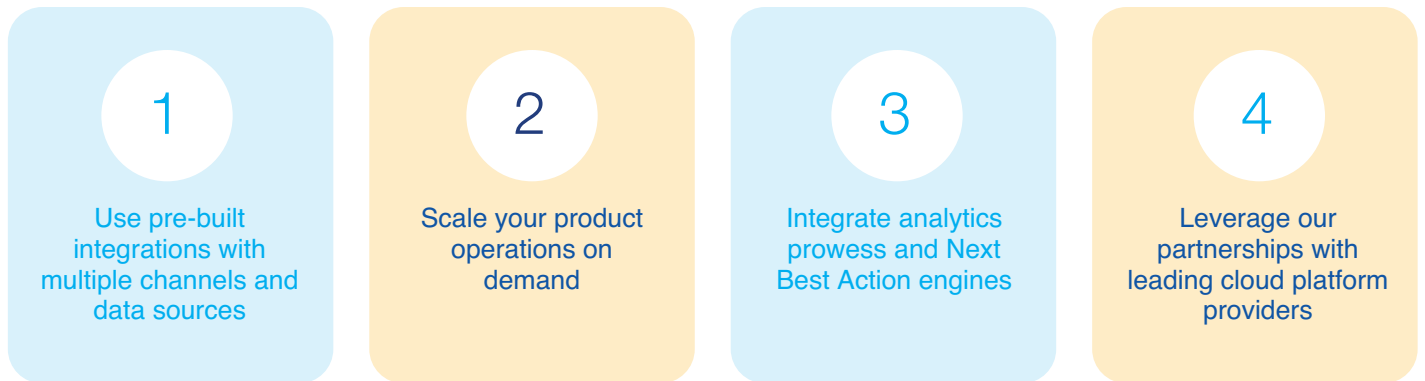 1
Use pre-built
integrations with
multiple channels and
data sources
2
Scale your product
operations on
demand
3
Integrate analytics
prowess and Next
Best Action engines
4
Leverage our
partnerships with
leading cloud platform
providers